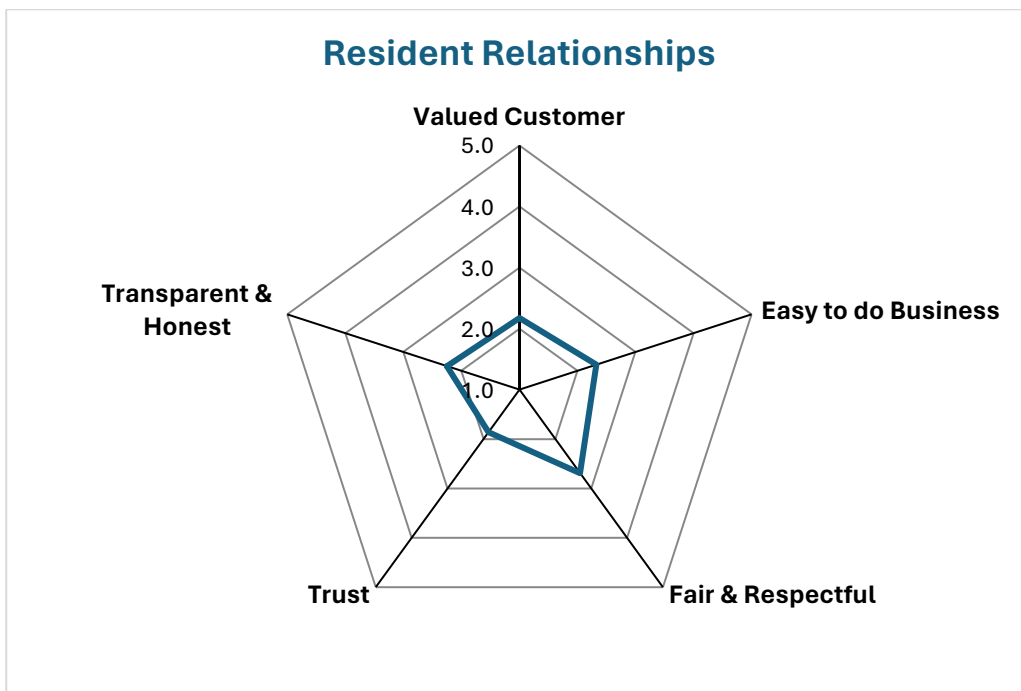 Resident Relationships
Valued Customer
5.0
4.0
3.0
2.0
1.0
Transparent &
Honest
Easy to do Business
Trust
Fair & Respectful